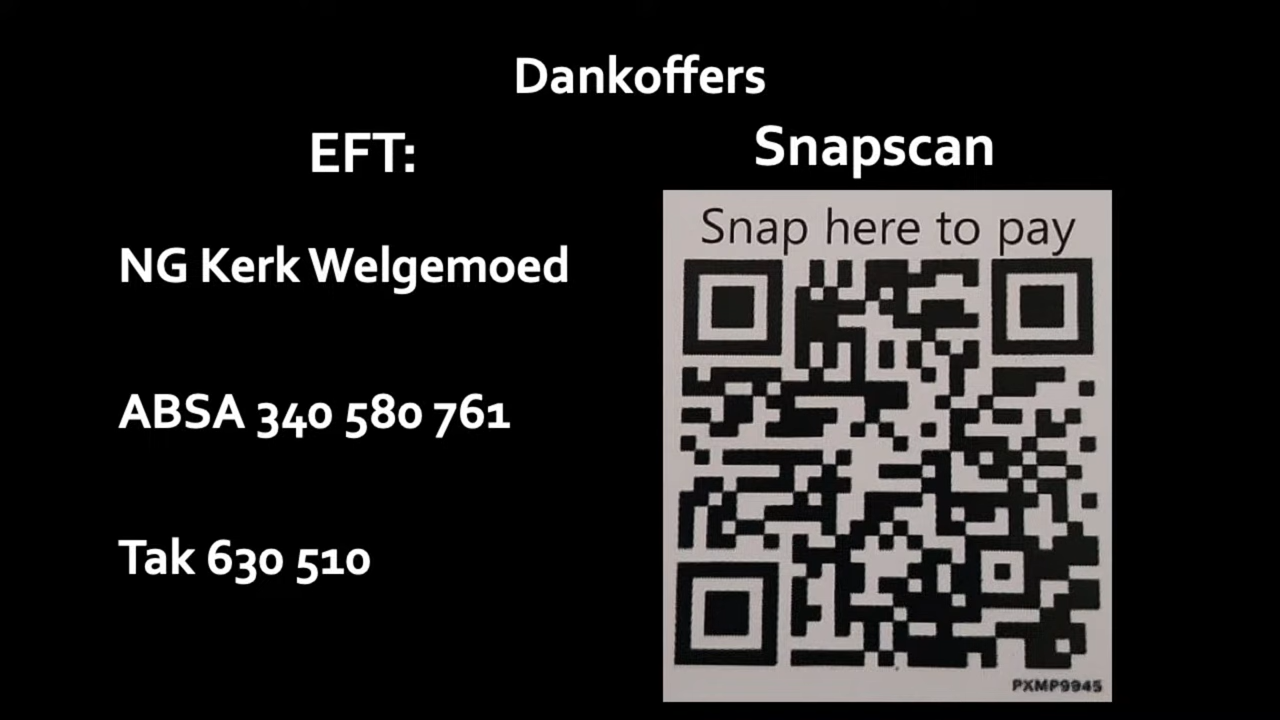 Dankoffers
EFT:
NG Kerk Welgemoed
ABSA 340 580 761
Tak 630 510
Snapscan
Snap here to pay
PXMP9945